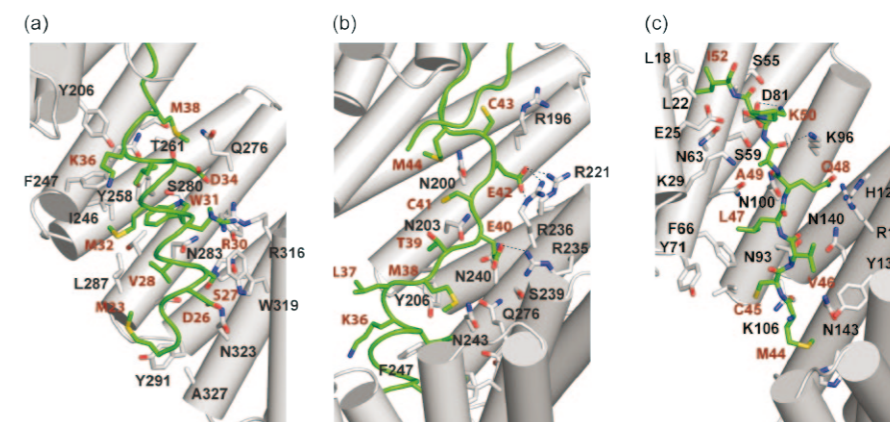 (a)
(b)
(c)
Y206
M38
T261
Q276
K36
D34
F247
Y258
S280
W31
I246
M32
R30
N283
R316
L287
V28
S27
W319
M33
D26
N323
Y291
A327
C43
R196
M44
N200
R221
E42
C41
N203
E40
R236
T39
R235
L37
M38
N240
Y206
S239
K36
Q276
N243
F247
L18
I52
S55
L22
D81
K50
E25
K96
N63
S59
A49
Q48
K29
N100
H12
L47
N140
F66
R1
Y71
N93
Y13
V46
C45
K106
N143
M44